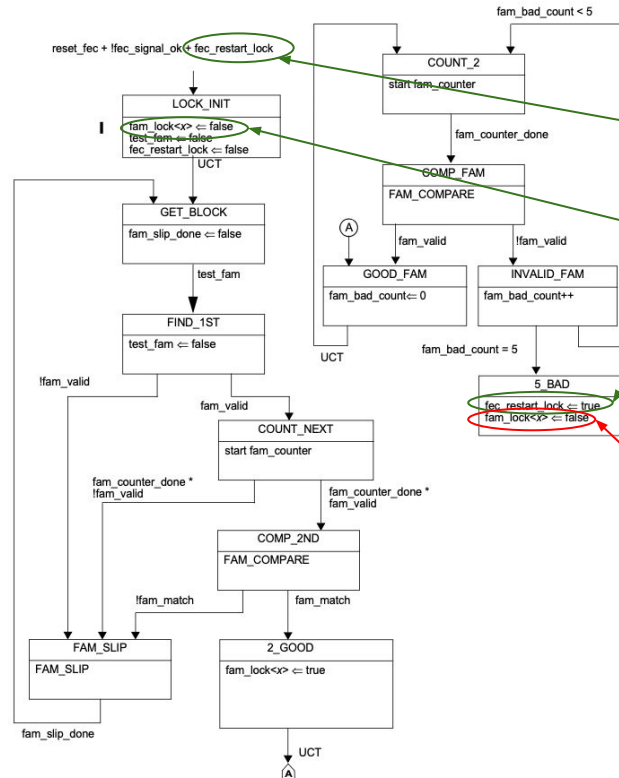 reset_fec + !fec_signal_ok + fec_restart_lock
LOCK_INIT
fam_lock<x> ⇐ false
test_fam ⇐ false
fec_restart_lock ⇐ false
UCT
GET_BLOCK
fam_slip_done ⇐ false
test_fam
FIND_1ST
test_fam ⇐ false
!fam_valid
fam_valid
COUNT_NEXT
start fam_counter
fam_counter_done *
!fam_valid
fam_counter_done *
fam_valid
COMP_2ND
FAM_COMPARE
!fam_match
fam_match
FAM_SLIP
FAM_SLIP
fam_slip_done
2_GOOD
fam_lock<x> ⇐ true
UCT
A
fam_bad_count < 5
COUNT_2
start fam_counter
fam_counter_done
COMP_FAM
FAM_COMPARE
A
fam_valid
!fam_valid
GOOD_FAM
fam_bad_count⇐ 0
UCT
INVALID_FAM
fam_bad_count++
fam_bad_count = 5
5_BAD
fec_restart_lock ⇐ true
fam_lock<x> ⇐ false